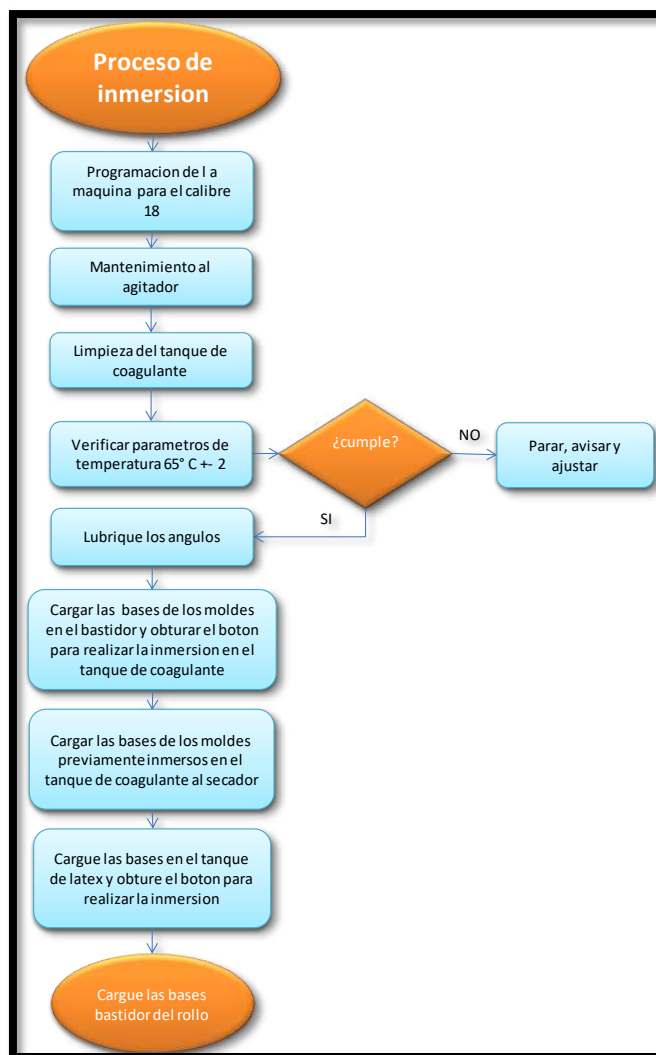 Proceso de
inmersion
Programacion de l a
maquina para el calibre
18
Mantenimiento al
agitador
Limpieza del tanque de
coagulante
Verificar parametros de
temperatura 65° C +- 2
¿cumple?
NO
Parar, avisar y
ajustar
SI
Lubrique los angulos
Cargar las bases de los moldes
en el bastidor y obturar el boton
para realizar la inmersion en el
tanque de coagulante
Cargar las bases de los moldes
previamente inmersos en el
tanque de coagulante al secador
Cargue las bases en el tanque
de latex y obture el boton para
realizar la inmersion
Cargue las bases
bastidor del rollo